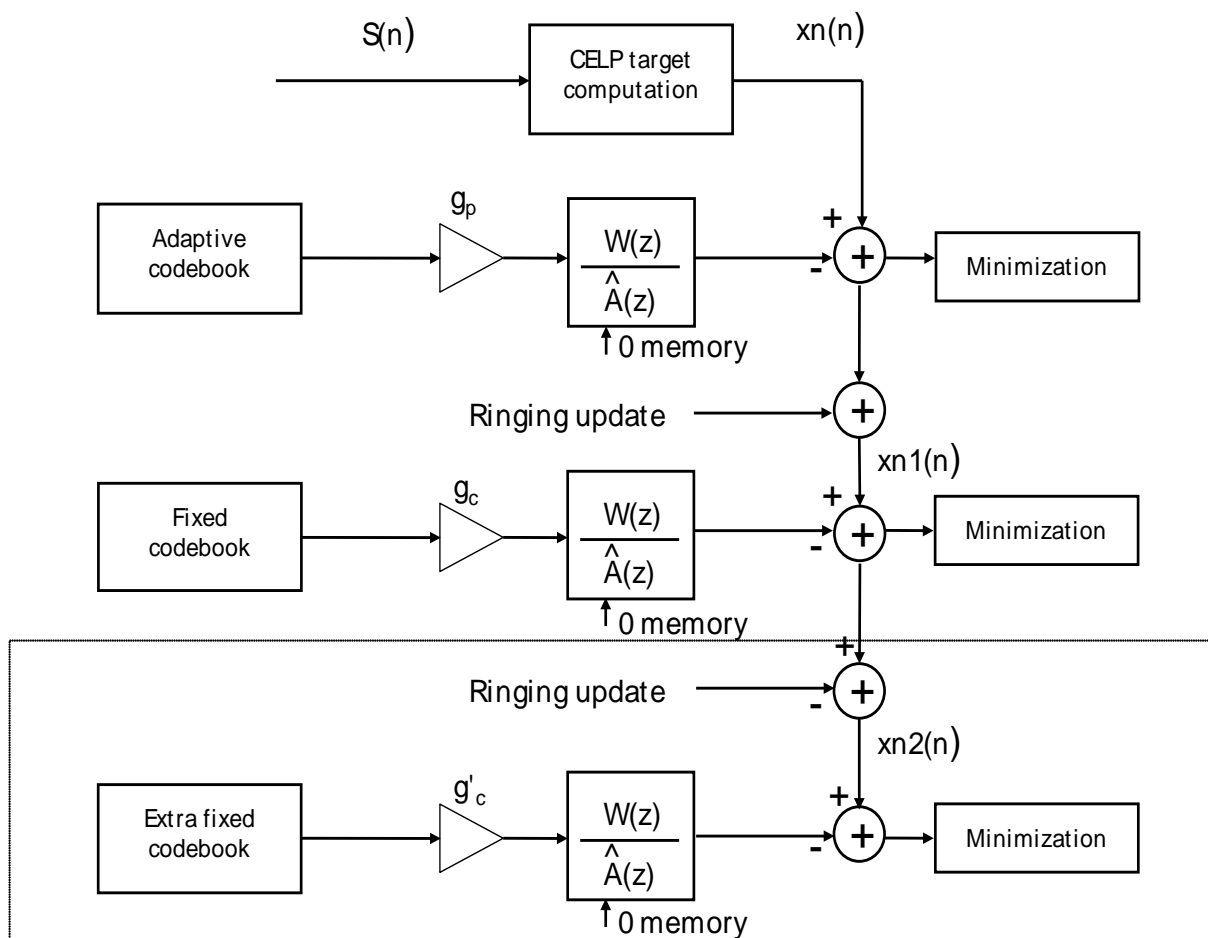 S(n)
xn(n)
CELP target
computation
g_p
Adaptive
codebook
W(z)
Â(z)
+
-
+
Minimization
0 memory
Ringing update
+
xn1(n)
g_c
Fixed
codebook
W(z)
Â(z)
+
-
+
Minimization
0 memory
+
Ringing update
-
+
xn2(n)
g'_c
Extra fixed
codebook
W(z)
Â(z)
+
-
+
Minimization
0 memory